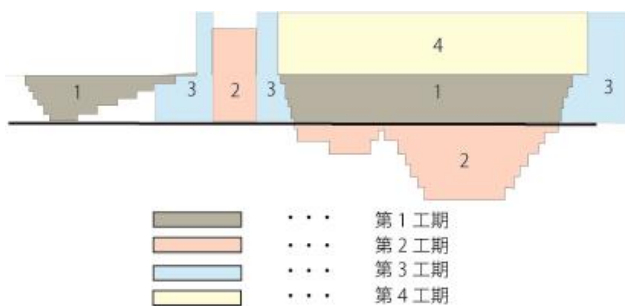 4
1
3
2
3
1
3
2
・・・ 第1工期
・・・ 第2工期
・・・ 第3工期
・・・ 第4工期